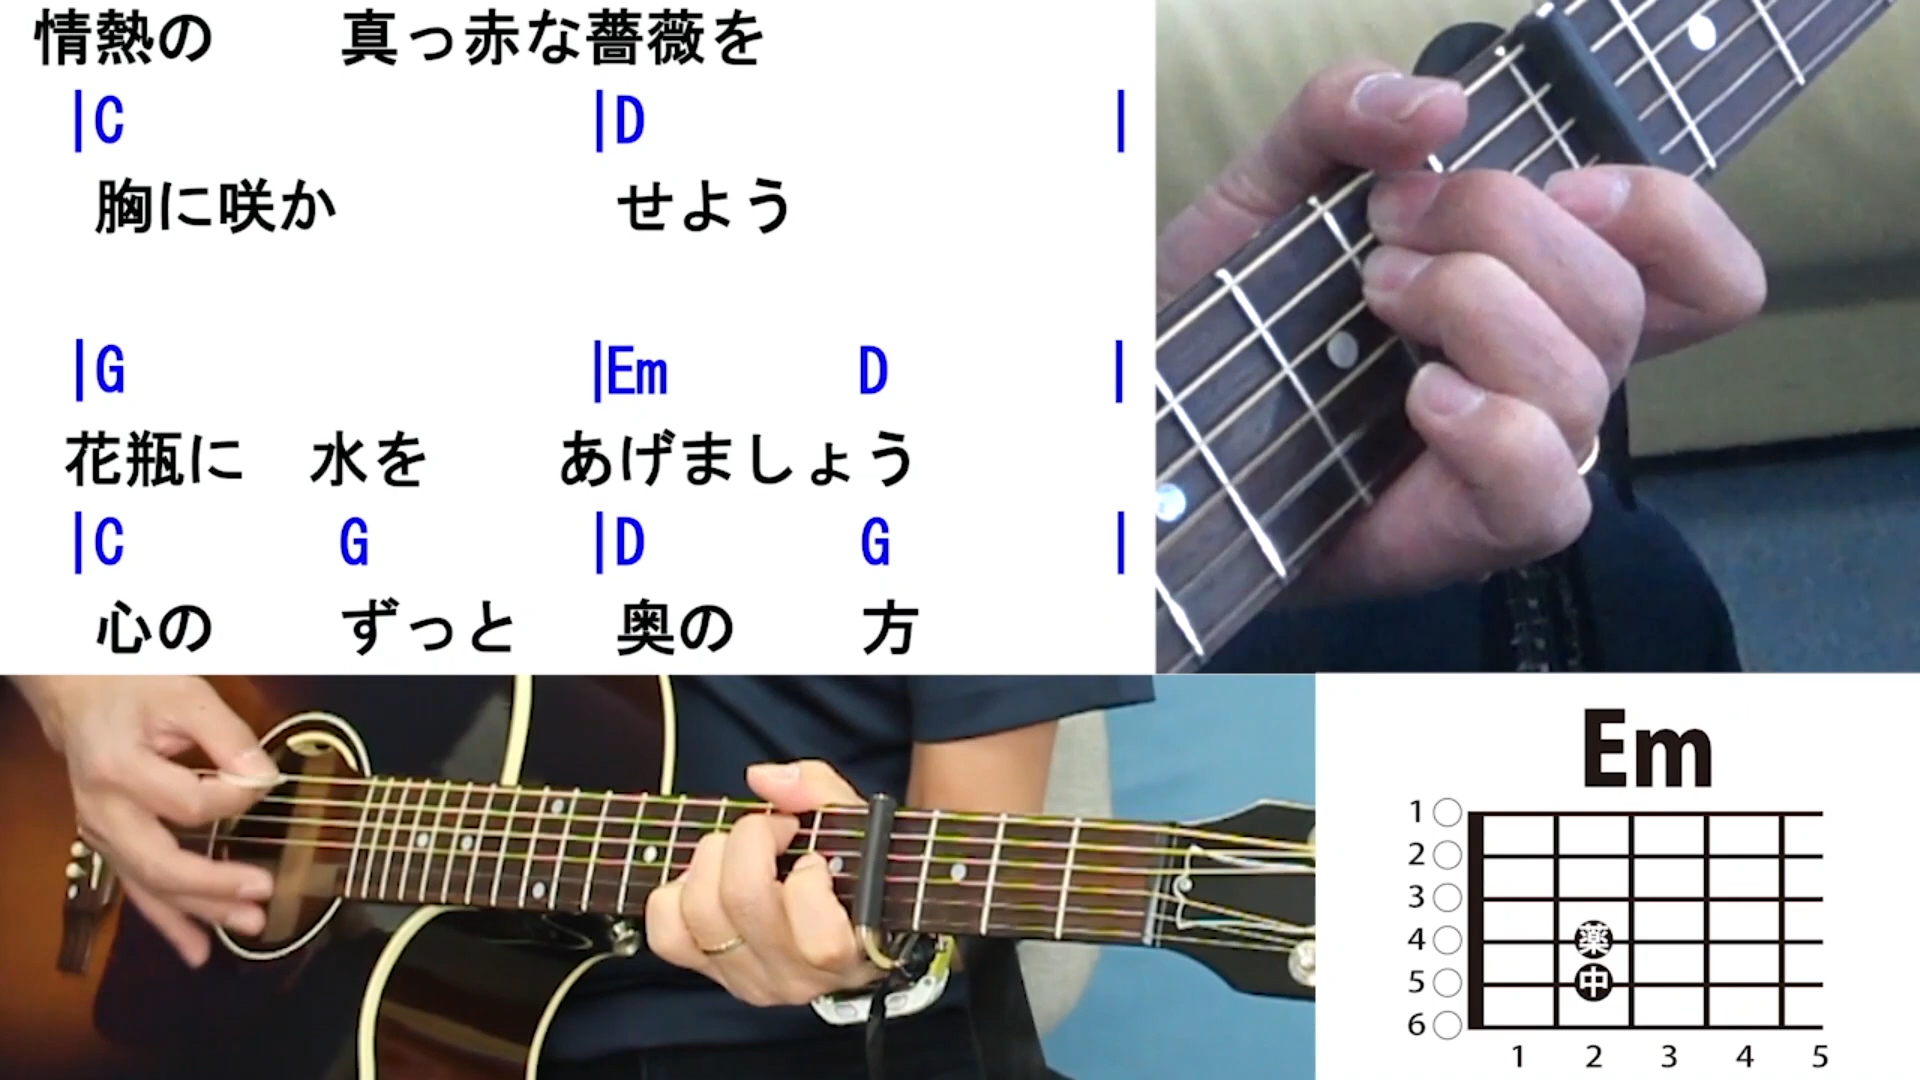 情熱の 真っ赤な薔薇を
|C |D |
胸に咲か せよう
|G |Em D |
花瓶に 水を あげましょう
|C G |D G |
心の ずっと 奥の 方
Em
1
2
3
4 薬
5 中
6
1 2 3 4 5